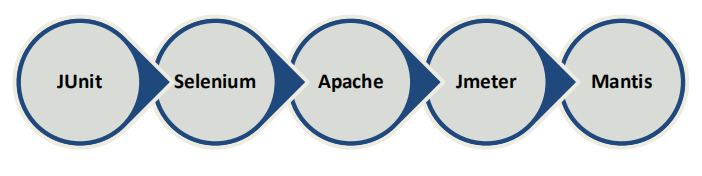 JUnit
Selenium
Apache
Jmeter
Mantis